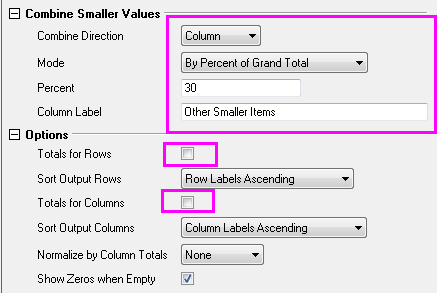 Combine Smaller Values
Combine Direction Column
Mode By Percent of Grand Total
Percent 30
Column Label Other Smaller Items
Options
Totals for Rows
Sort Output Rows Row Labels Ascending
Totals for Columns
Sort Output Columns Column Labels Ascending
Normalize by Column Totals None
Show Zeros when Empty